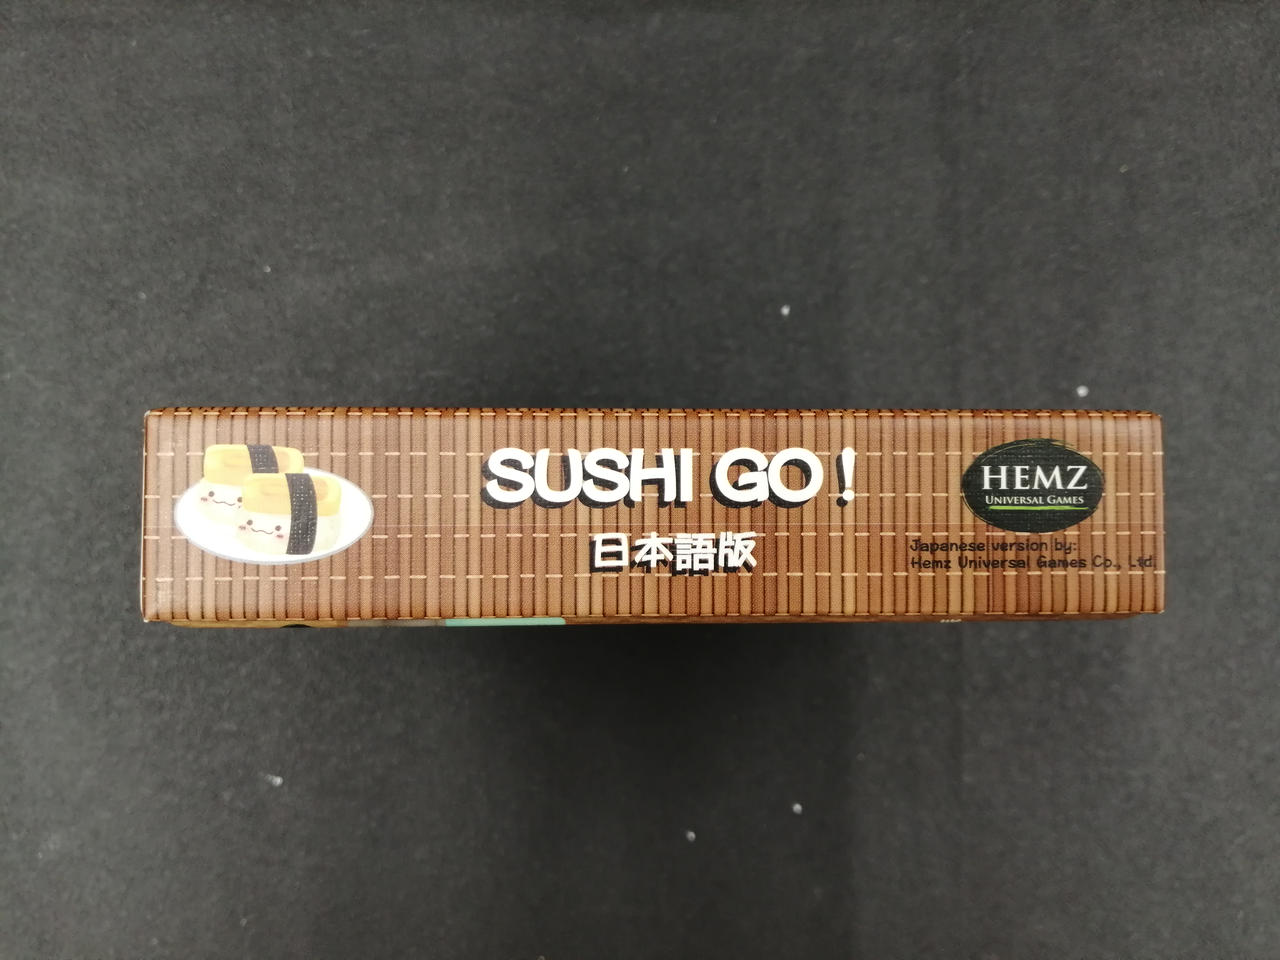 SUSHI GO!
日本語版
HEMZ
UNIVERSAL GAMES
Japanese version by:
Hemz Universal Games Co., Ltd.